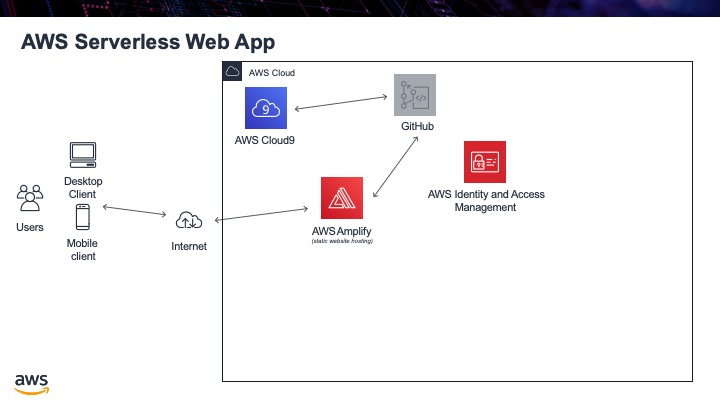 AWS Serverless Web App
AWS Cloud
9
AWS Cloud9
GitHub
Desktop
Client
AWS Identity and Access
Management
Users
Mobile
client
Internet
AWS Amplify
(static website hosting)
aws